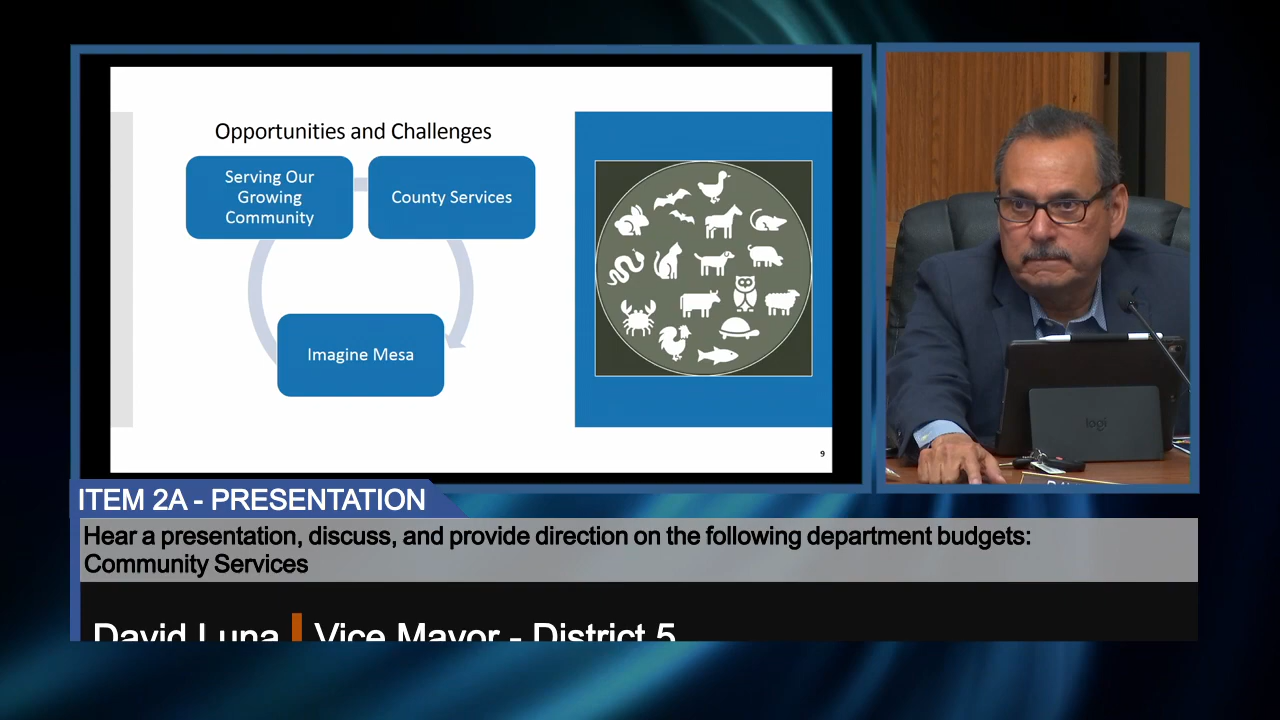 Opportunities and Challenges
Serving Our
Growing
Community
County Services
Imagine Mesa
9
logi
ITEM 2A - PRESENTATION
Hear a presentation, discuss, and provide direction on the following department budgets:
Community Services
David Luna Vice Mayor - District 5